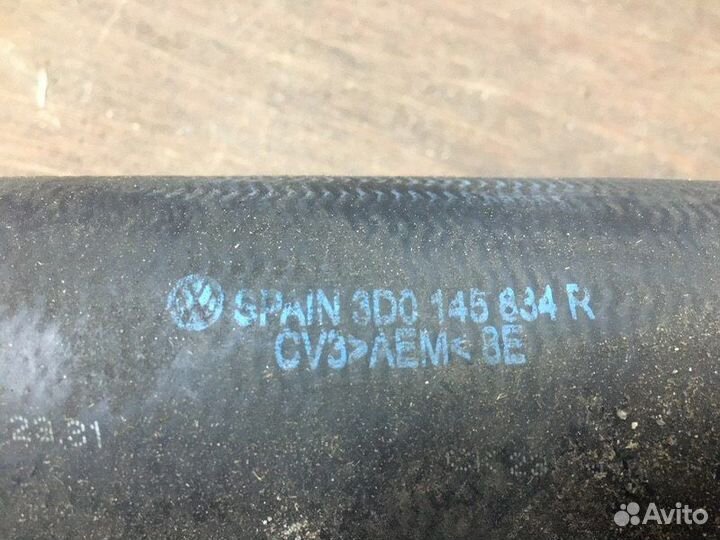 SPAIN 3D0 145 834 R
CV3>AEM< 8E
Avito